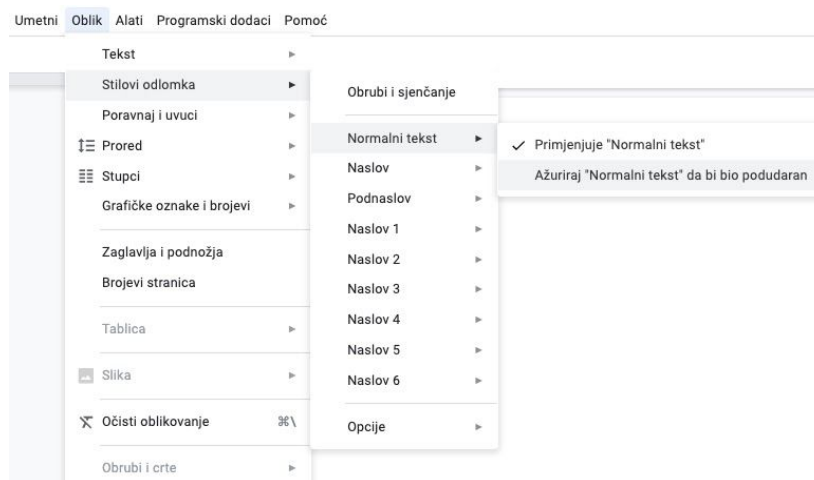 Umetni Oblik Alati Programski dodaci Pomoć
Tekst
Stilovi odlomka
Poravnaj i uvuci
Prored
Stupci
Grafičke oznake i brojevi
Zaglavlja i podnožja
Brojevi stranica
Tablica
Slika
Očisti oblikovanje ⌘\
Obrubi i crte
Obrubi i sjenčanje
Normalni tekst
Naslov
Podnaslov
Naslov 1
Naslov 2
Naslov 3
Naslov 4
Naslov 5
Naslov 6
Opcije
Primjenjuje "Normalni tekst"
Ažuriraj "Normalni tekst" da bi bio podudaran